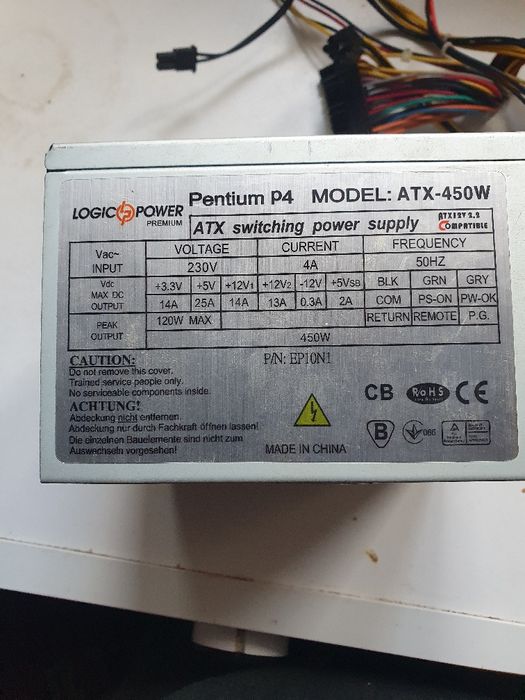 LOGIC POWER
PREMIUM
Pentium P4 MODEL: ATX-450W
ATX switching power supply
ATX12V 2.2
COMPATIBLE
Vac~ INPUT VOLTAGE CURRENT FREQUENCY
230V 4A 50HZ
Vdc MAX DC OUTPUT +3.3V +5V +12V1 +12V2 -12V +5VSB BLK GRN GRY
14A 25A 14A 13A 0.3A 2A COM PS-ON PW-OK
PEAK OUTPUT 120W MAX RETURN REMOTE P.G.
450W
CAUTION:
P/N: EP10N1
Do not remove this cover.
Trained service people only.
No serviceable components inside.
ACHTUNG!
Abdeckung nicht entfernen.
Abdeckung nur durch Fachkraft öffnen lassen!
Die einzelnen Bauelemente sind nicht zum
Auswechseln vorgesehen!
MADE IN CHINA
CB RoHS CE
B 066